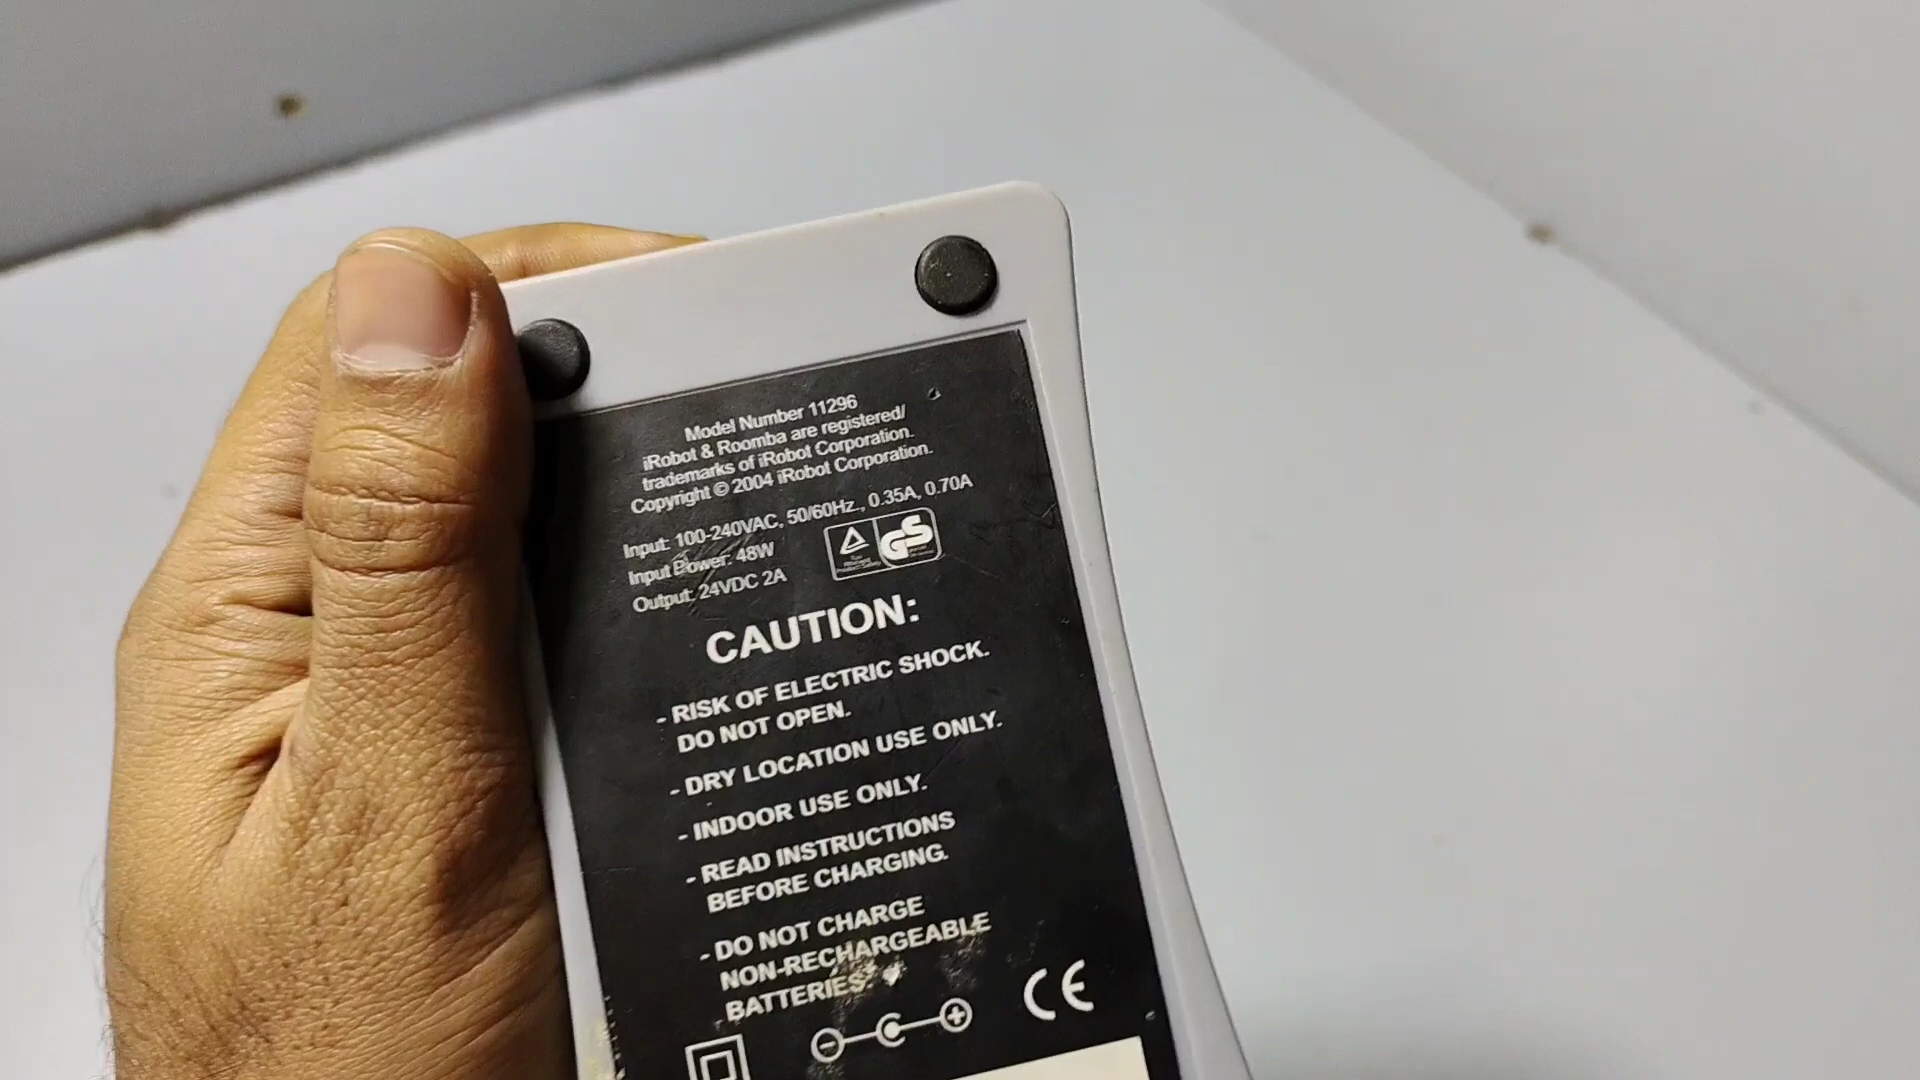 Model Number 11296
iRobot & Roomba are registered/
trademarks of iRobot Corporation.
Copyright © 2004 iRobot Corporation.
Input: 100-240VAC, 50/60Hz., 0.35A, 0.70A
Input Power: 48W
Output: 24VDC 2A
GS
CAUTION:
- RISK OF ELECTRIC SHOCK.
DO NOT OPEN.
- DRY LOCATION USE ONLY.
- INDOOR USE ONLY.
- READ INSTRUCTIONS
BEFORE CHARGING.
- DO NOT CHARGE
NON-RECHARGEABLE
BATTERIES.
CE